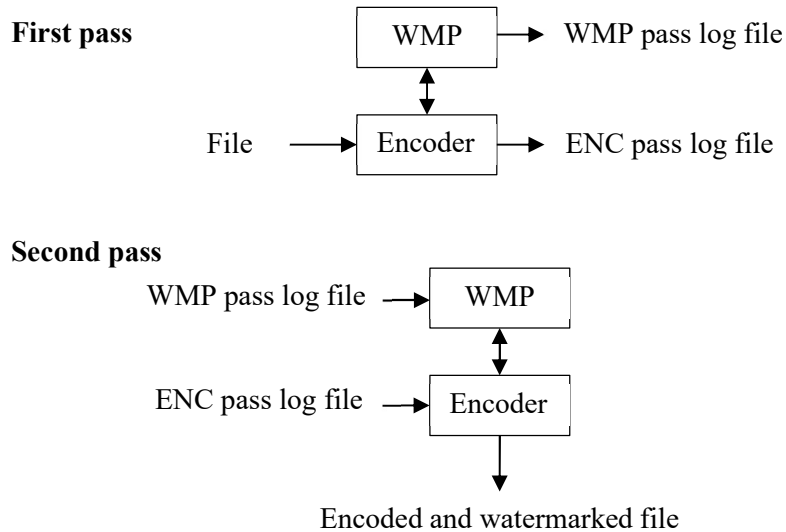 First pass
WMP
WMP pass log file
File
Encoder
ENC pass log file
Second pass
WMP pass log file
WMP
ENC pass log file
Encoder
Encoded and watermarked file